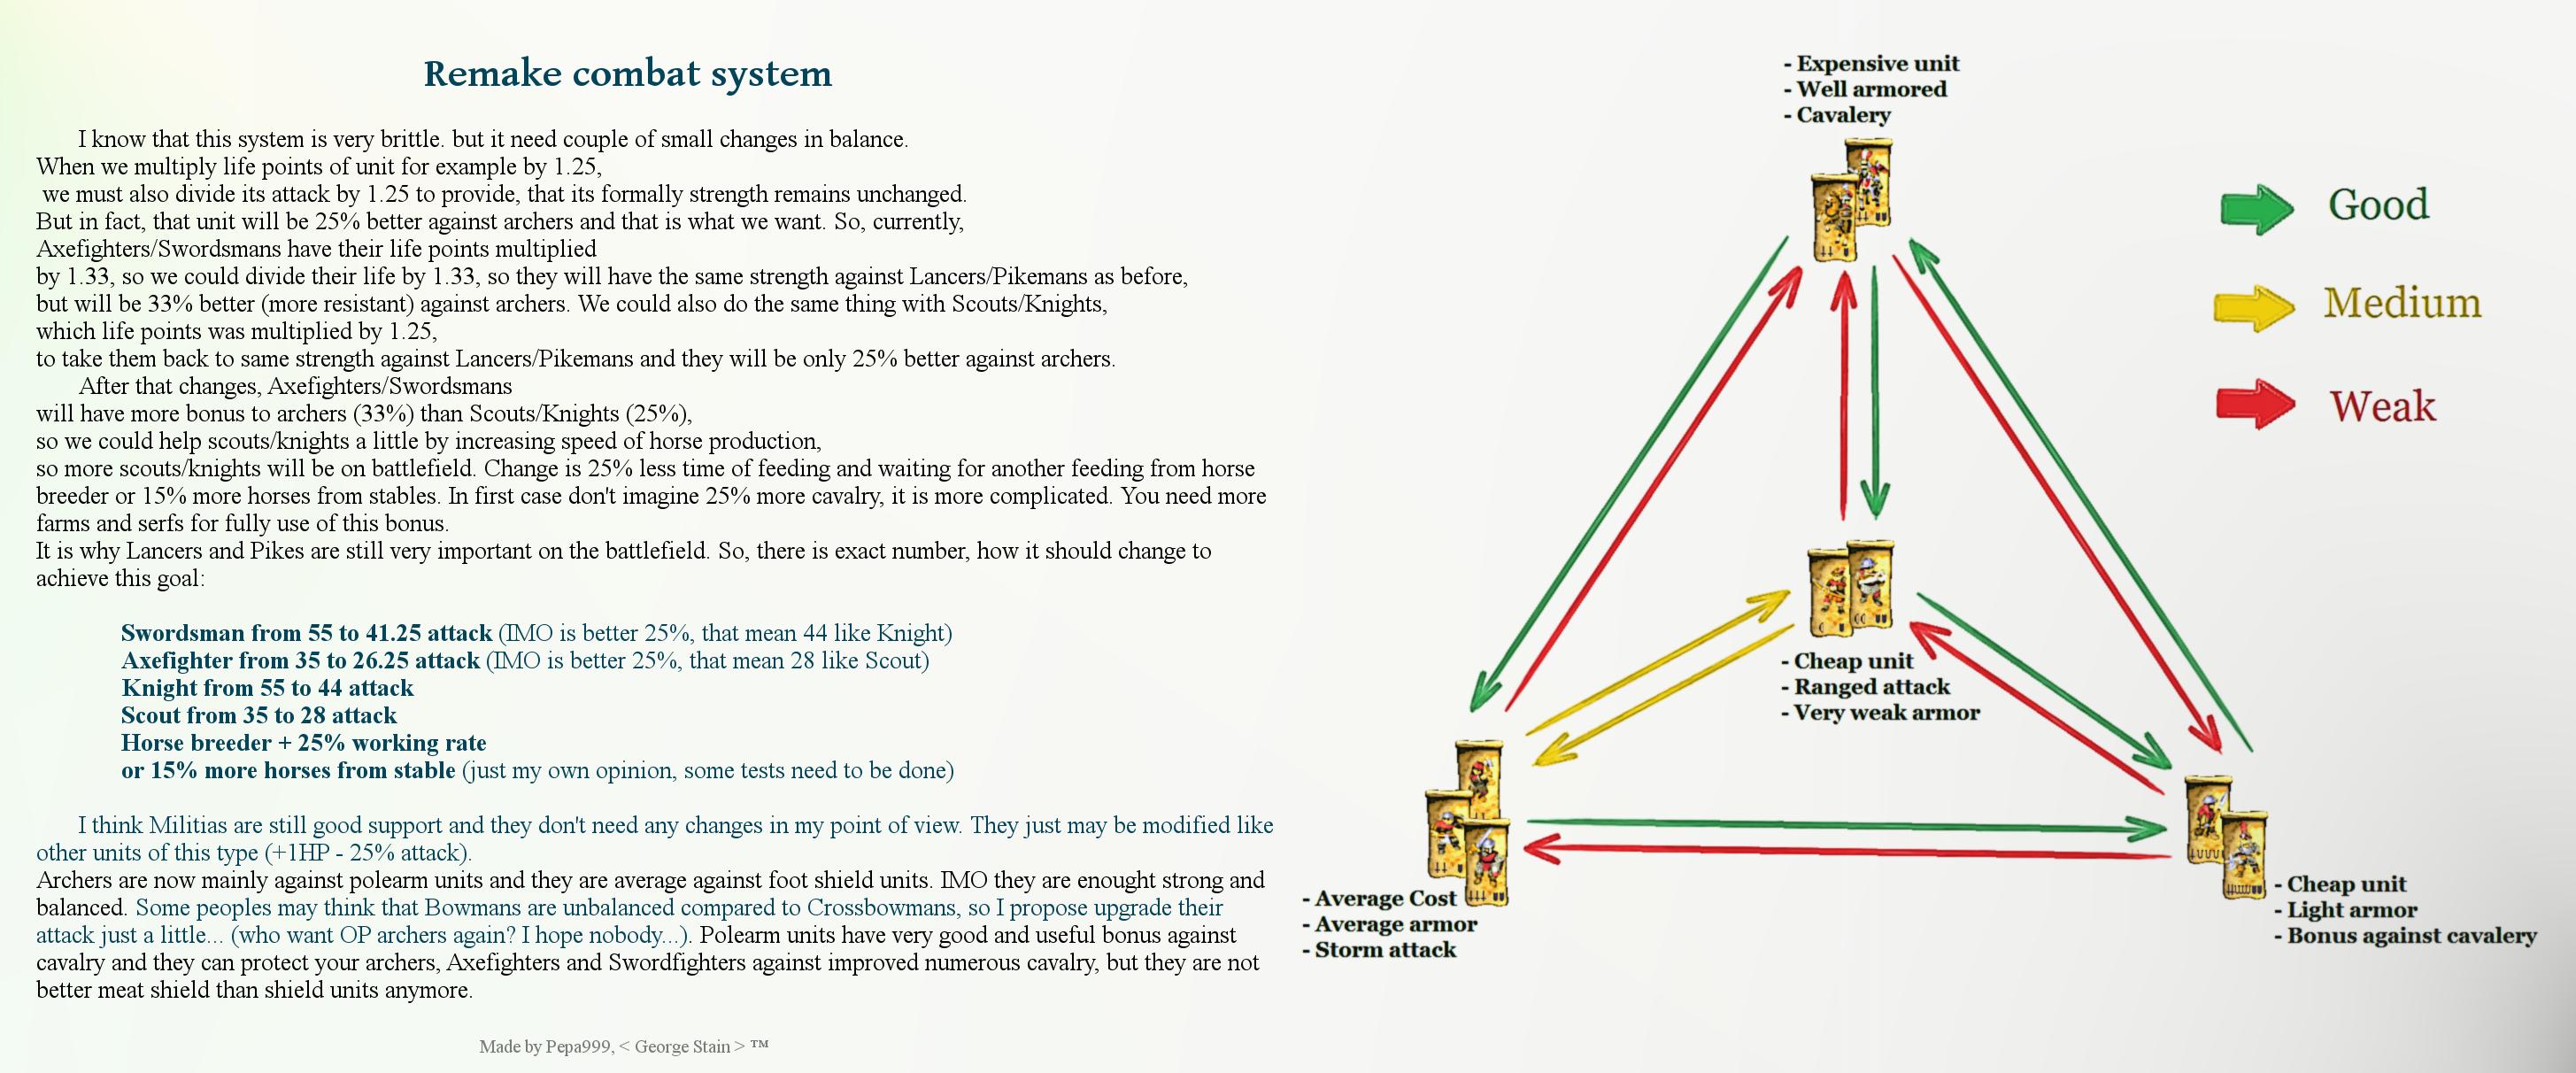 Remake combat system
I know that this system is very brittle. but it need couple of small changes in balance.
When we multiply life points of unit for example by 1.25,
we must also divide its attack by 1.25 to provide, that its formally strength remains unchanged.
But in fact, that unit will be 25% better against archers and that is what we want. So, currently,
Axefighters/Swordsmans have their life points multiplied
by 1.33, so we could divide their life by 1.33, so they will have the same strength against Lancers/Pikemans as before,
but will be 33% better (more resistant) against archers. We could also do the same thing with Scouts/Knights,
which life points was multiplied by 1.25,
to take them back to same strength against Lancers/Pikemans and they will be only 25% better against archers.
After that changes, Axefighters/Swordsmans
will have more bonus to archers (33%) than Scouts/Knights (25%),
so we could help scouts/knights a little by increasing speed of horse production,
so more scouts/knights will be on battlefield. Change is 25% less time of feeding and waiting for another feeding from horse
breeder or 15% more horses from stables. In first case don't imagine 25% more cavalry, it is more complicated. You need more
farms and serfs for fully use of this bonus.
It is why Lancers and Pikes are still very important on the battlefield. So, there is exact number, how it should change to
achieve this goal:
Swordsman from 55 to 41.25 attack (IMO is better 25%, that mean 44 like Knight)
Axefighter from 35 to 26.25 attack (IMO is better 25%, that mean 28 like Scout)
Knight from 55 to 44 attack
Scout from 35 to 28 attack
Horse breeder + 25% working rate
or 15% more horses from stable (just my own opinion, some tests need to be done)
I think Militias are still good support and they don't need any changes in my point of view. They just may be modified like
other units of this type (+1HP - 25% attack).
Archers are now mainly against polearm units and they are average against foot shield units. IMO they are enought strong and
balanced. Some peoples may think that Bowmans are unbalanced compared to Crossbowmans, so I propose upgrade their
attack just a little... (who want OP archers again? I hope nobody...). Polearm units have very good and useful bonus against
cavalry and they can protect your archers, Axefighters and Swordfighters against improved numerous cavalry, but they are not
better meat shield than shield units anymore.
Made by Pepa999, < George Stain > ™
- Expensive unit
- Well armored
- Cavalery
Good
Medium
Weak
- Cheap unit
- Ranged attack
- Very weak armor
- Average Cost
- Average armor
- Storm attack
- Cheap unit
- Light armor
- Bonus against cavalery